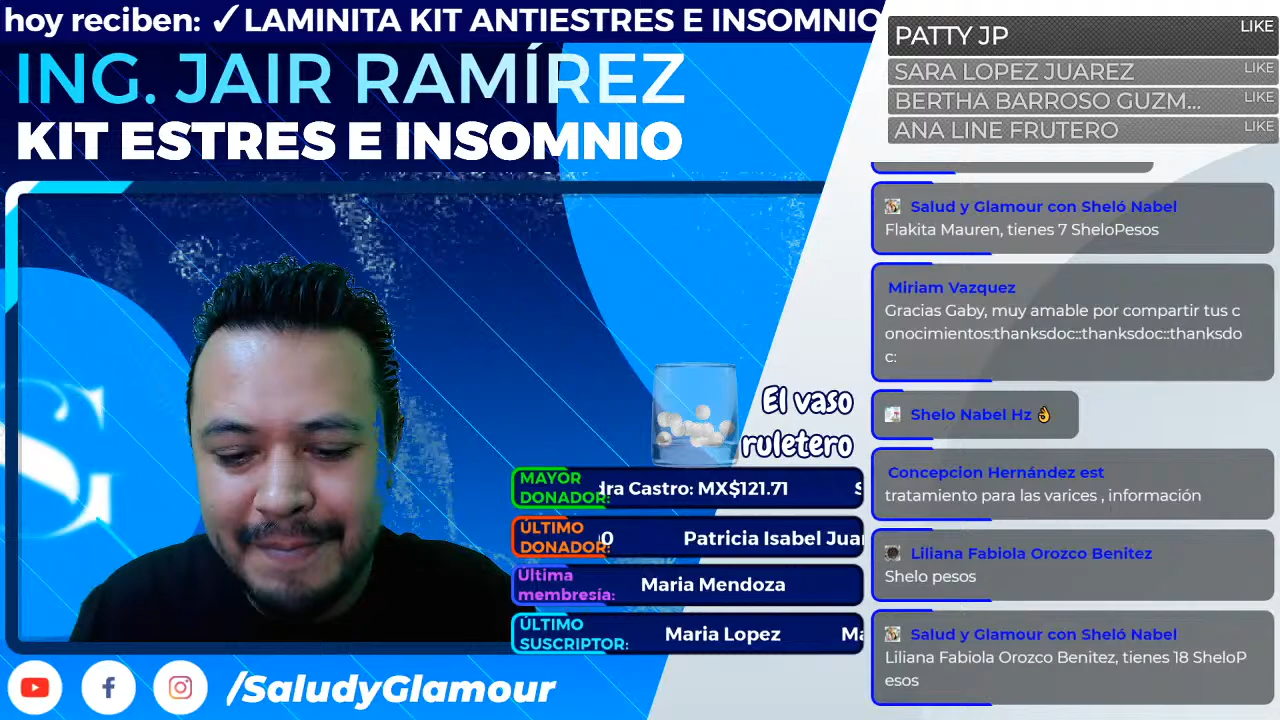 hoy reciben: ✓LAMINITA KIT ANTIESTRES E INSOMNIO
ING. JAIR RAMÍREZ
KIT ESTRES E INSOMNIO
S
El vaso
ruletero
MAYOR
DONADOR:
dra Castro: MX$121.71
S
ÚLTIMO
DONADOR:
0
Patricia Isabel Juar
Última
membresía:
Maria Mendoza
ÚLTIMO
SUSCRIPTOR:
Maria Lopez
Ma
/SaludyGlamour
PATTY JP LIKE
SARA LOPEZ JUAREZ LIKE
BERTHA BARROSO GUZM... LIKE
ANA LINE FRUTERO LIKE
Salud y Glamour con Sheló Nabel
Flakita Mauren, tienes 7 SheloPesos
Miriam Vazquez
Gracias Gaby, muy amable por compartir tus c
onocimientos:thanksdoc::thanksdoc::thanksdo
c:
Shelo Nabel Hz 👌
Concepcion Hernández est
tratamiento para las varices , información
Liliana Fabiola Orozco Benitez
Shelo pesos
Salud y Glamour con Sheló Nabel
Liliana Fabiola Orozco Benitez, tienes 18 SheloP
esos